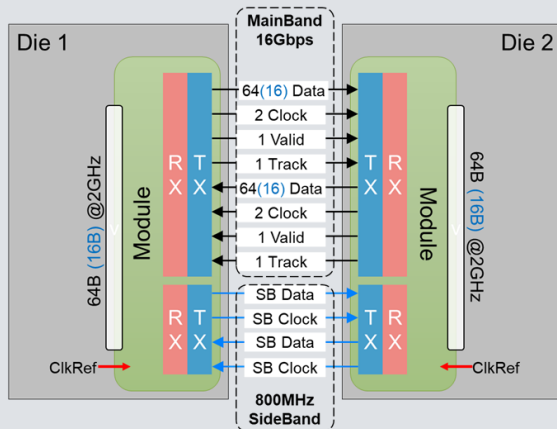 MainBand
16Gbps
Die 1
Die 2
64(16) Data
2 Clock
1 Valid
1 Track
64(16) Data
2 Clock
1 Valid
1 Track
R
X
T
X
T
X
R
X
Module
Module
64B (16B) @2GHz
64B (16B) @2GHz
SB Data
SB Clock
SB Data
SB Clock
R
X
T
X
T
X
R
X
ClkRef
ClkRef
800MHz
SideBand